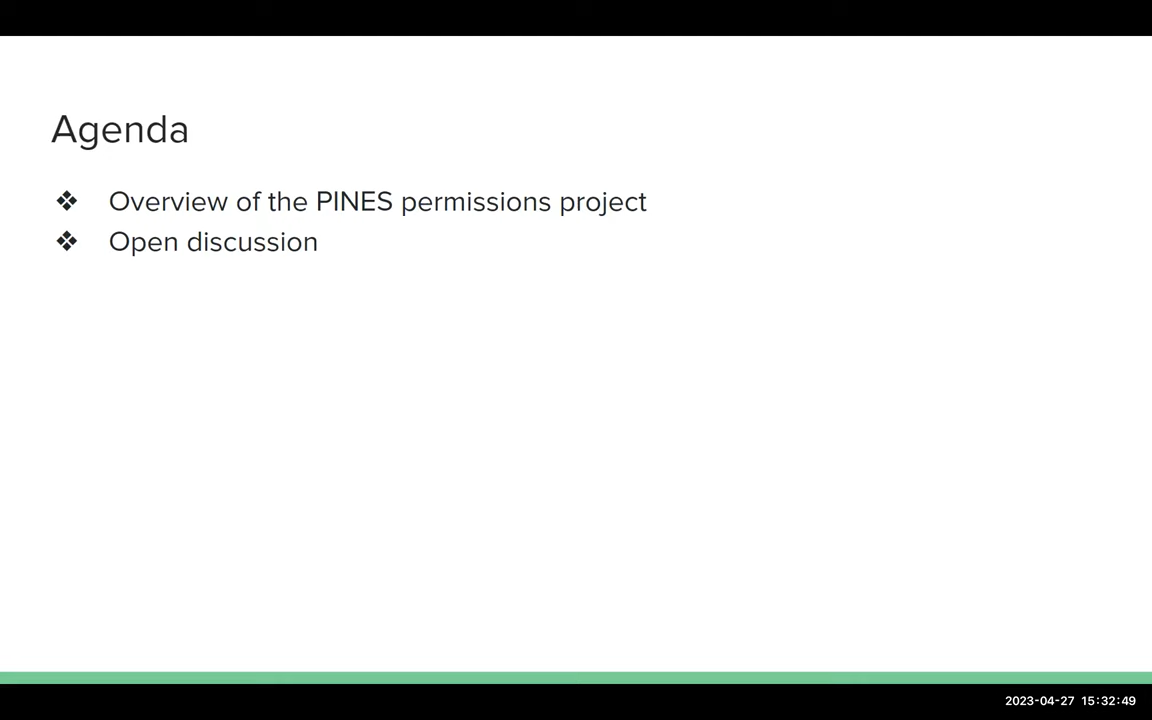 Agenda
❖ Overview of the PINES permissions project
❖ Open discussion
2023-04-27 15:32:49